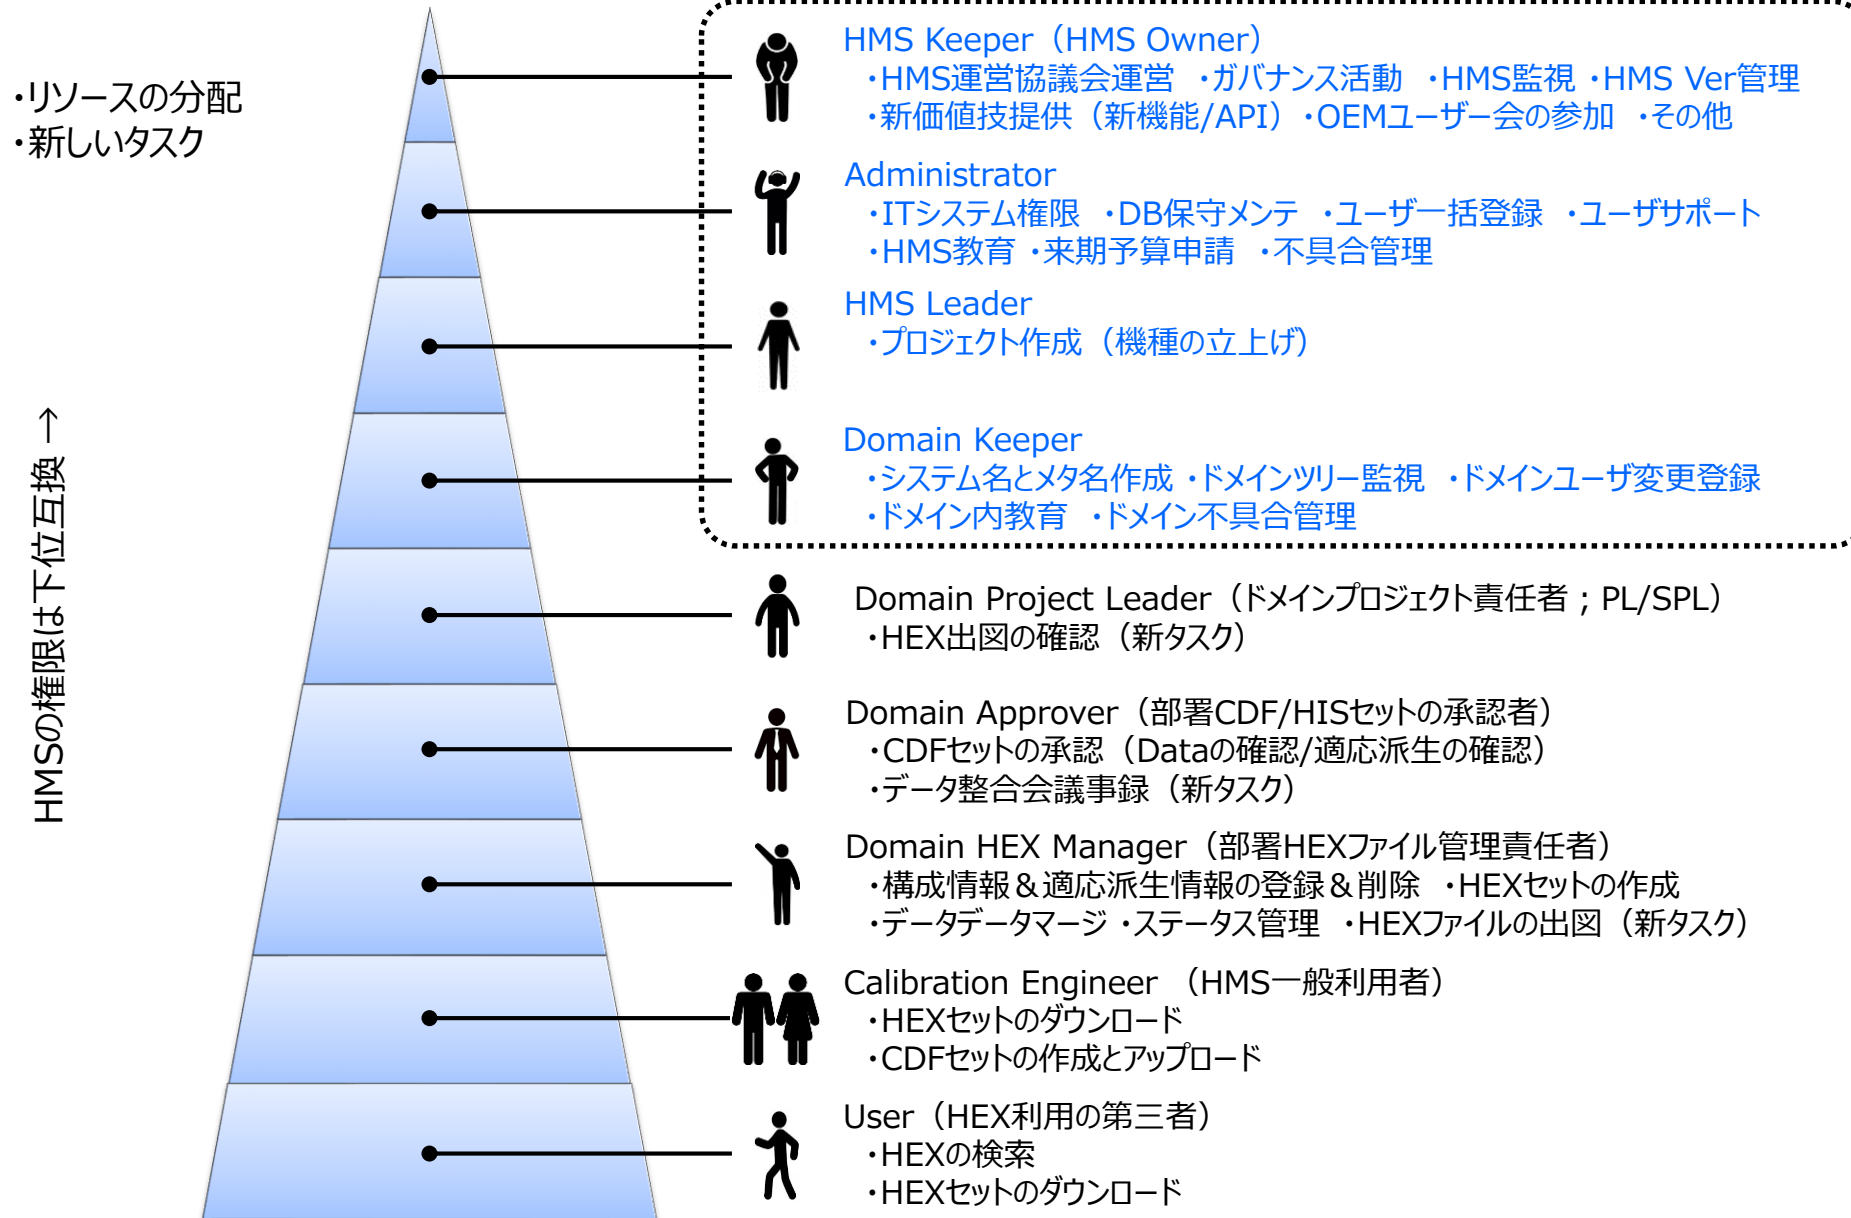 ・リソースの分配
・新しいタスク
HMSの権限は下位互換 →
HMS Keeper（HMS Owner）
・HMS運営協議会運営　・ガバナンス活動　・HMS監視 ・HMS Ver管理
・新価値技提供（新機能/API）・OEMユーザー会の参加　・その他
Administrator
・ITシステム権限　・DB保守メンテ　・ユーザ一括登録　・ユーザサポート
・HMS教育 ・来期予算申請　・不具合管理
HMS Leader
・プロジェクト作成（機種の立上げ）
Domain Keeper
・システム名とメタ名作成 ・ドメインツリー監視　・ドメインユーザ変更登録
・ドメイン内教育　・ドメイン不具合管理
Domain Project Leader（ドメインプロジェクト責任者；PL/SPL）
・HEX出図の確認（新タスク）
Domain Approver（部署CDF/HISセットの承認者）
・CDFセットの承認（Dataの確認/適応派生の確認）
・データ整合会議事録（新タスク）
Domain HEX Manager（部署HEXファイル管理責任者）
・構成情報＆適応派生情報の登録＆削除　・HEXセットの作成
・データデータマージ ・ステータス管理　・HEXファイルの出図（新タスク）
Calibration Engineer （HMS一般利用者）
・HEXセットのダウンロード
・CDFセットの作成とアップロード
User（HEX利用の第三者）
・HEXの検索
・HEXセットのダウンロード